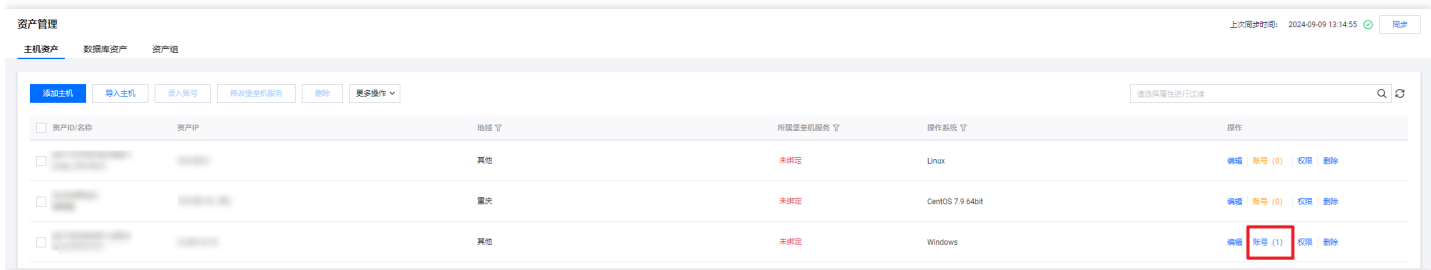 资产管理
上次同步时间: 2024-09-09 13:14:55 同步
主机资产 数据库资产 资产组
添加主机 导入主机 录入账号 修改堡垒机服务 删除 更多操作 请选择属性进行过滤
资产ID/名称 资产IP 地域 所属堡垒机服务 操作系统 操作
其他 未绑定 Linux 编辑 账号 (0) 权限 删除
重庆 未绑定 CentOS 7.9 64bit 编辑 账号 (0) 权限 删除
其他 未绑定 Windows 编辑 账号 (1) 权限 删除